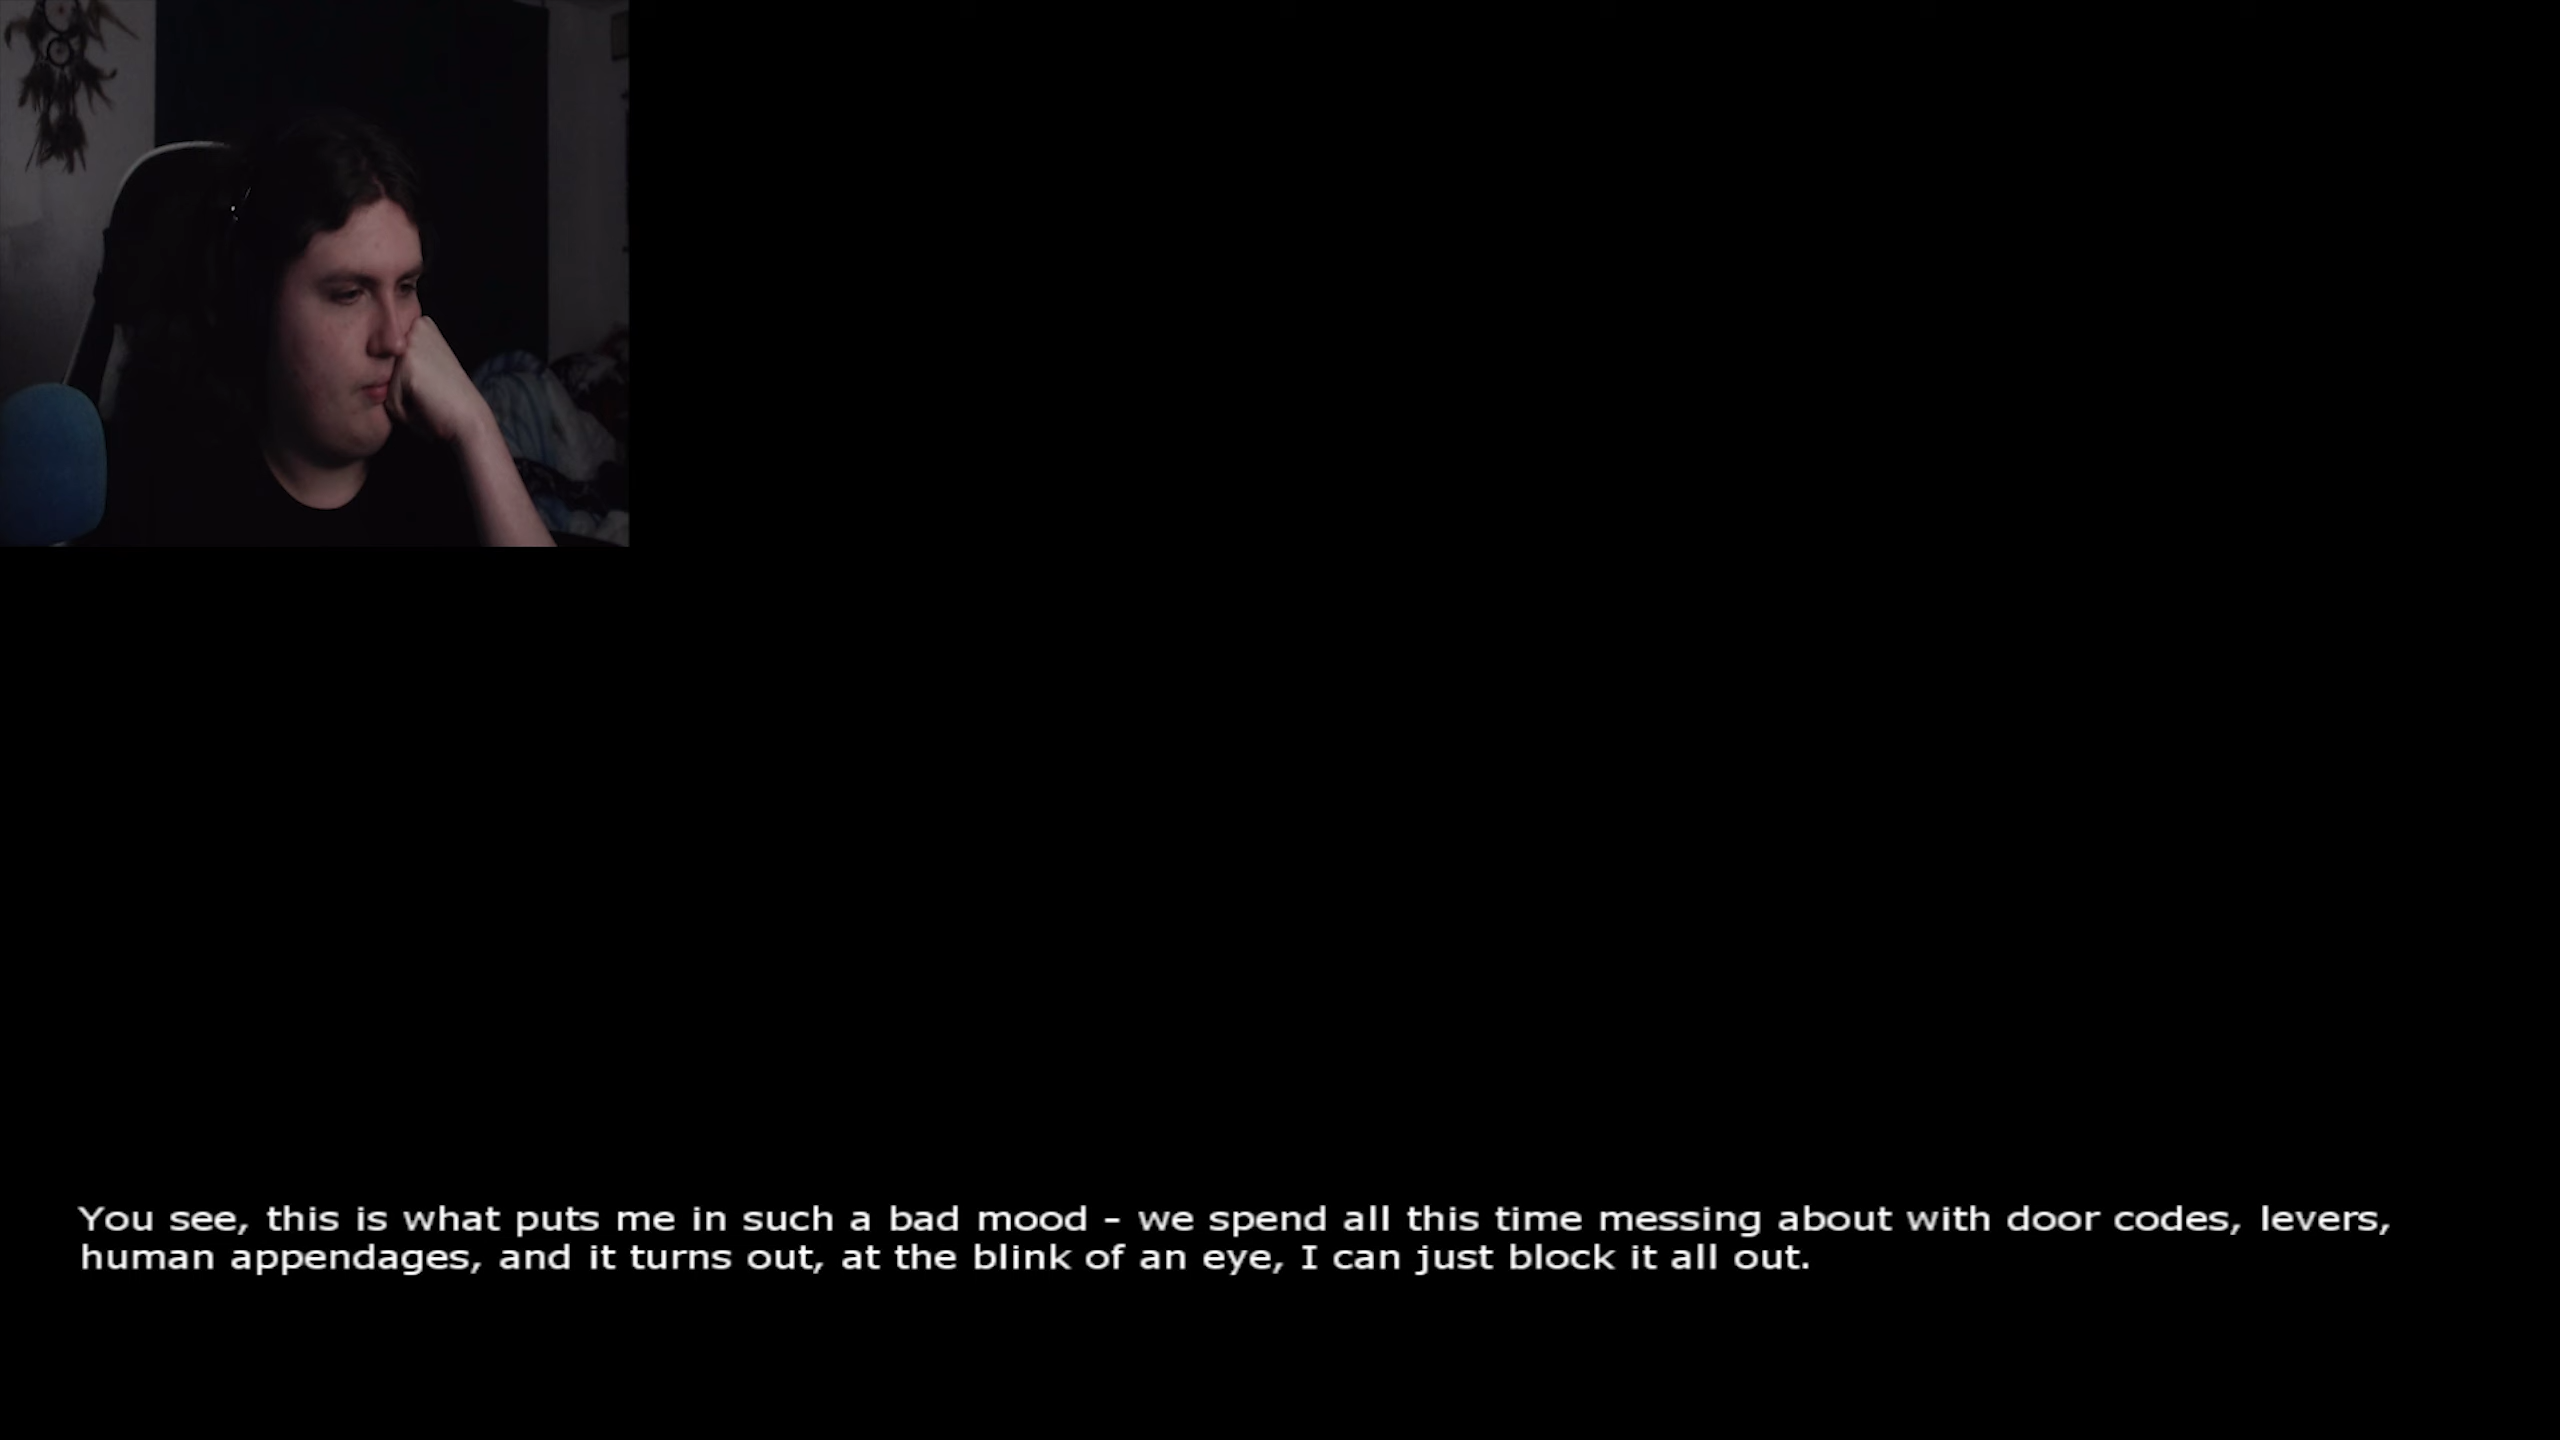 You see, this is what puts me in such a bad mood - we spend all this time messing about with door codes, levers,
human appendages, and it turns out, at the blink of an eye, I can just block it all out.